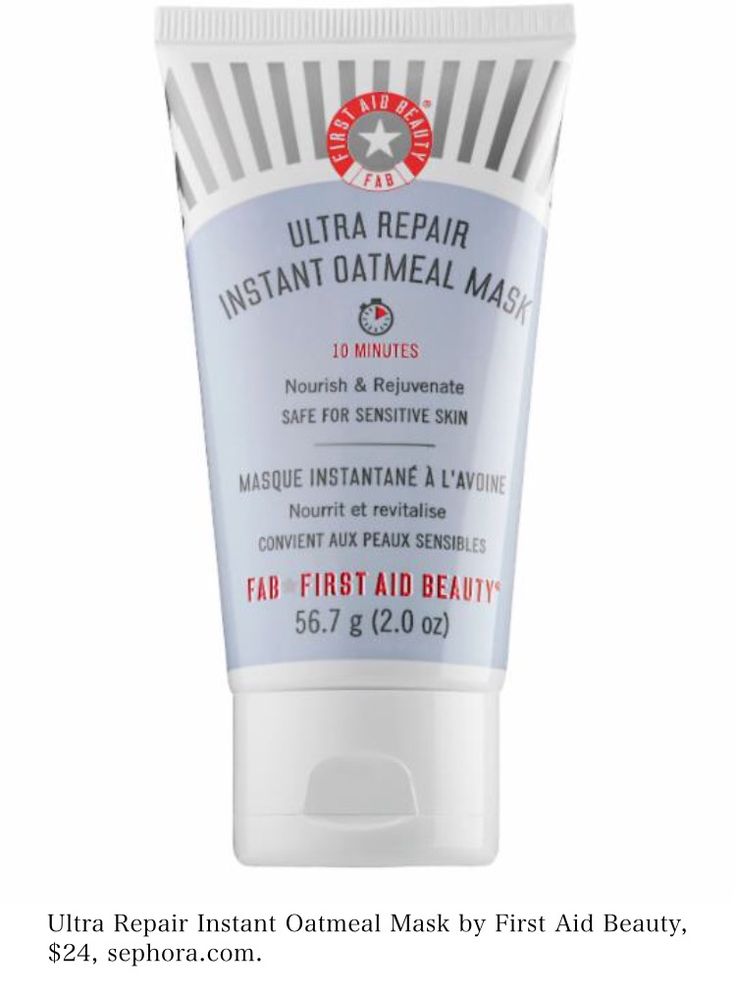 FIRST AID BEAUTY®
FAB
ULTRA REPAIR
INSTANT OATMEAL MASK
10 MINUTES
Nourish & Rejuvenate
SAFE FOR SENSITIVE SKIN
MASQUE INSTANTANÉ À L'AVOINE
Nourrit et revitalise
CONVIENT AUX PEAUX SENSIBLES
FAB FIRST AID BEAUTY®
56.7 g (2.0 oz)
Ultra Repair Instant Oatmeal Mask by First Aid Beauty,
$24, sephora.com.